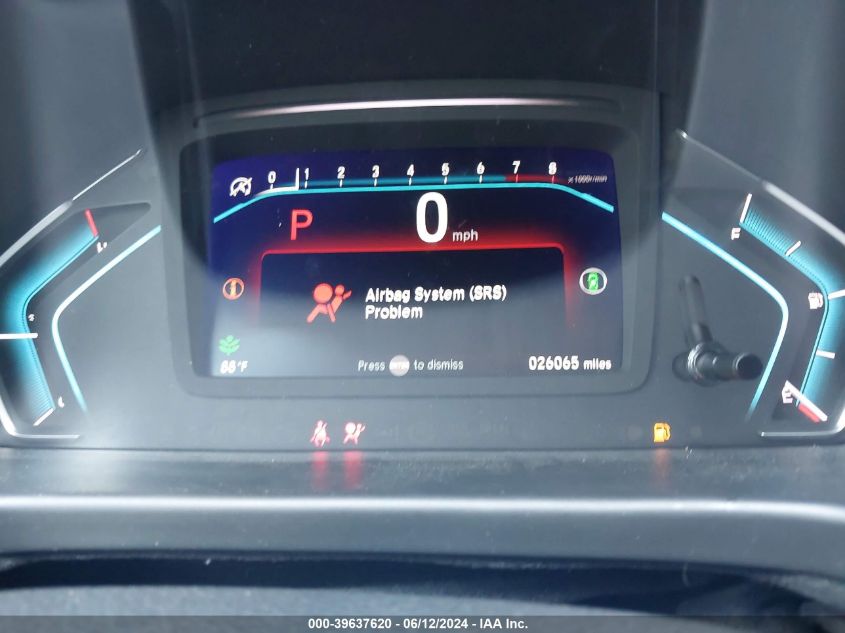 0 1 2 3 4 5 6 7 8 x1000r/min
P 0 mph
F
Airbag System (SRS)
Problem
Press ENTER to dismiss
026065 miles
E
000-39637620 - 06/12/2024 - IAA Inc.